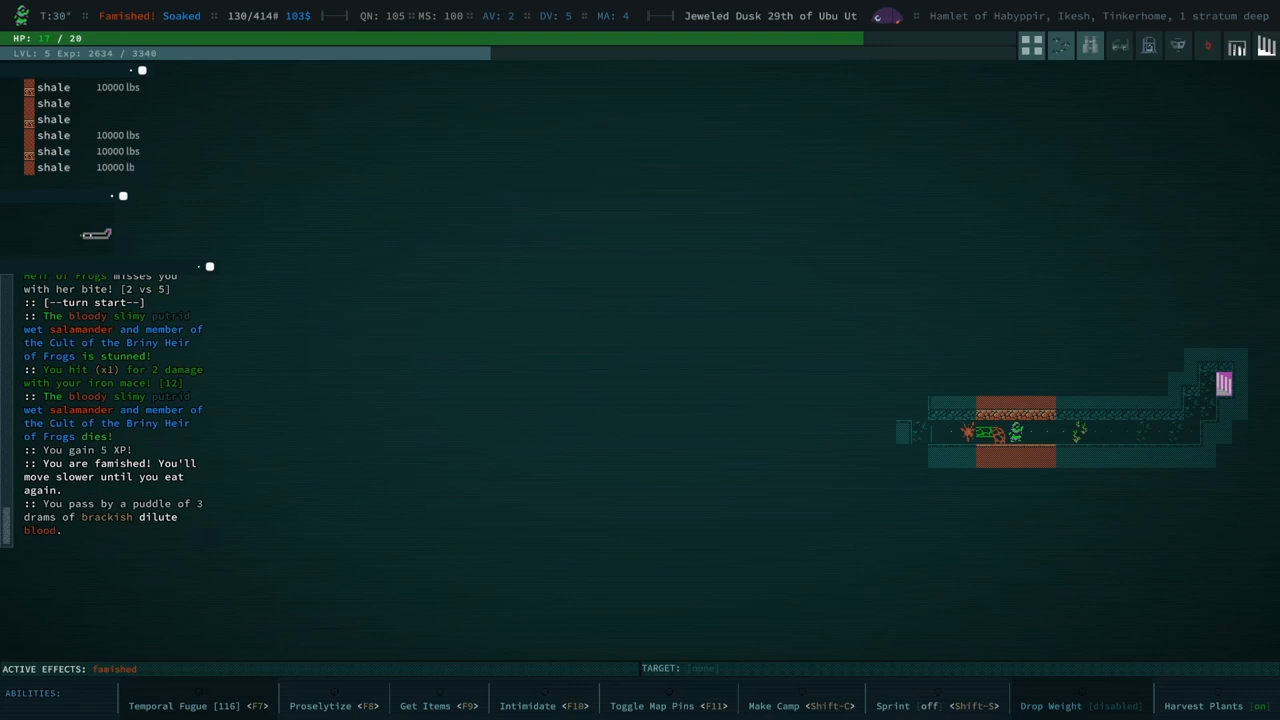 T:30° Famished! Soaked 130/414# 103$ QN: 105 MS: 100 AV: 2 DV: 5 MA: 4 Jeweled Dusk 29th of Ubu Ut Hamlet of Habyppir, Ikesh, Tinkerhome, 1 stratum deep
HP: 17 / 20
LVL: 5 Exp: 2634 / 3340
shale 10000 lbs
shale
shale
shale 10000 lbs
shale 10000 lbs
shale 10000 lb
Heir of Frogs misses you
with her bite! [2 vs 5]
:: [--turn start--]
:: The bloody slimy putrid
wet salamander and member of
the Cult of the Briny Heir
of Frogs is stunned!
:: You hit (x1) for 2 damage
with your iron mace! [12]
:: The bloody slimy putrid
wet salamander and member of
the Cult of the Briny Heir
of Frogs dies!
:: You gain 5 XP!
:: You are famished! You'll
move slower until you eat
again.
:: You pass by a puddle of 3
drams of brackish dilute
blood.
ACTIVE EFFECTS: famished TARGET: [none]
ABILITIES: Temporal Fugue [116] <F7> Proselytize <F8> Get Items <F9> Intimidate <F10> Toggle Map Pins <F11> Make Camp <Shift-C> Sprint [off] <Shift-S> Drop Weight [disabled] Harvest Plants [on]